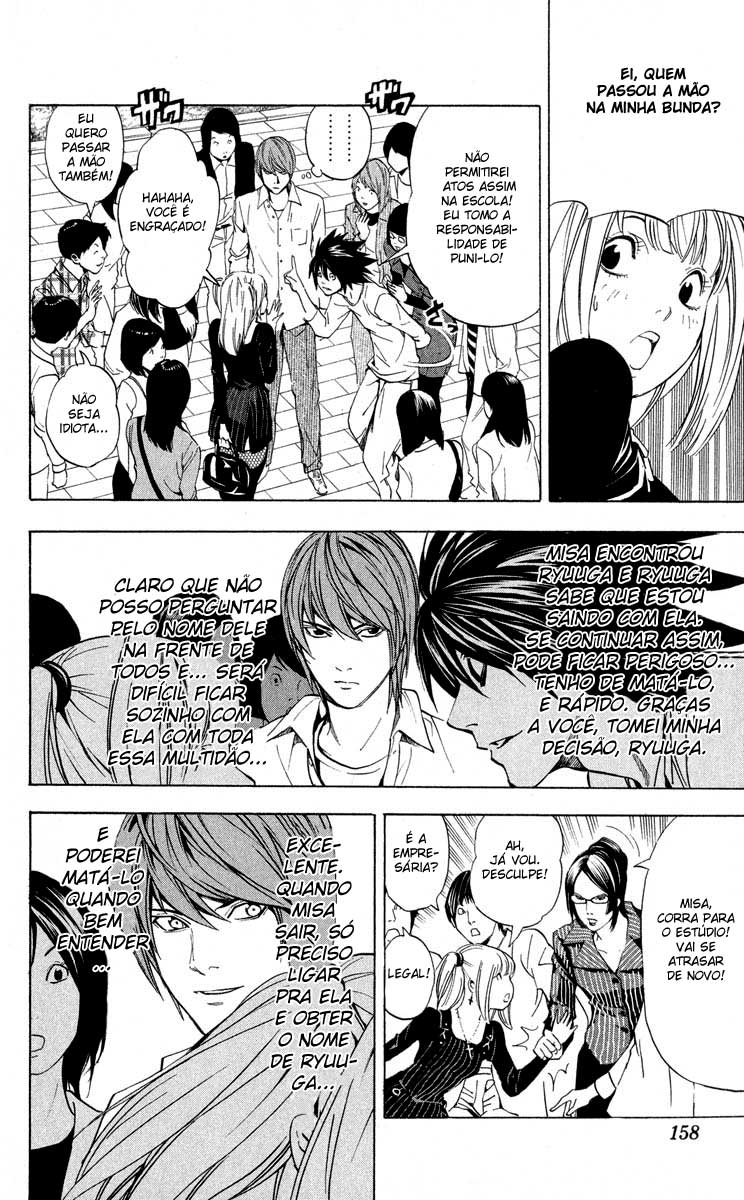 EI, QUEM
PASSOU A MÃO
NA MINHA BUNDA?
NÃO
PERMITIREI
ATOS ASSIM
NA ESCOLA!
EU TOMO A
RESPONSABI-
LIDADE DE
PUNI-LO!
........
ザワ
ザワ
HAHAHA,
VOCÊ É
ENGRAÇADO!
EU
QUERO
PASSAR
A MÃO
TAMBÉM!
NÃO
SEJA
IDIOTA...
MISA ENCONTROU
RYUUGA E RYUUGA
SABE QUE ESTOU
SAINDO COM ELA.
SE CONTINUAR ASSIM,
PODE FICAR PERIGOSO...
TENHO DE MATÁ-LO,
E RÁPIDO. GRAÇAS
A VOCÊ, TOMEI MINHA
DECISÃO, RYUUGA.
CLARO QUE NÃO
POSSO PERGUNTAR
PELO NOME DELE
NA FRENTE DE
TODOS E... SERÁ
DIFÍCIL FICAR
SOZINHO COM
ELA COM TODA
ESSA MULTIDÃO...
MISA,
CORRA PARA
O ESTÚDIO!
VAI SE
ATRASAR
DE NOVO!
AH,
JÁ VOU.
DESCULPE!
É A
EMPRE-
SÁRIA?
LEGAL!
EXCE-
LENTE.
QUANDO
MISA
SAIR, SÓ
PRECISO
LIGAR
PRA ELA
E OBTER
O NOME
DE RYUU-
GA...
E
PODEREI
MATÁ-LO
QUANDO
BEM
ENTENDER
...
158